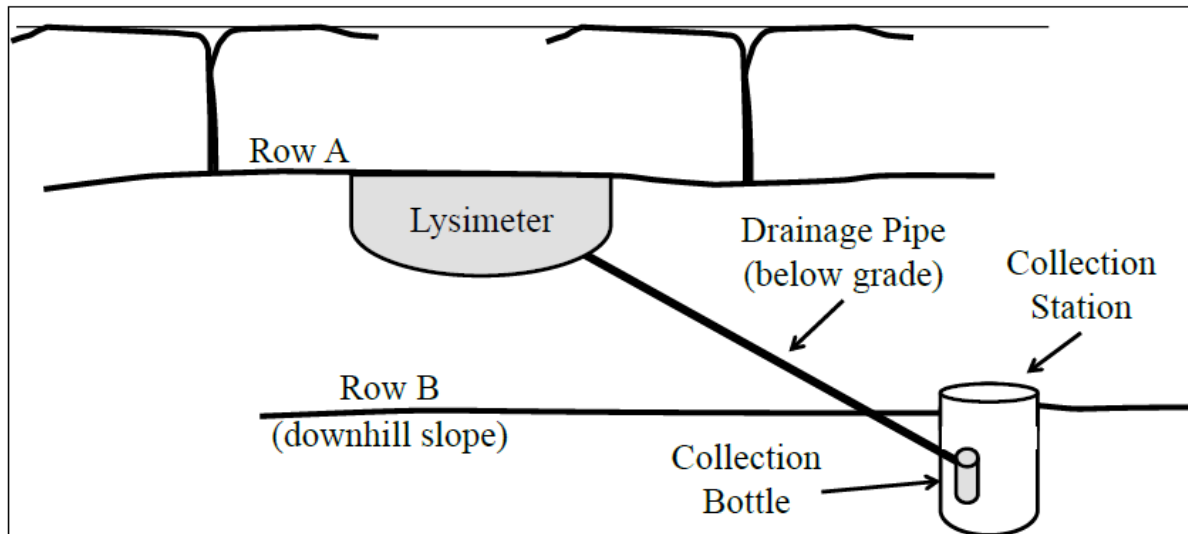 Row A
Lysimeter
Drainage Pipe
(below grade)
Collection
Station
Row B
(downhill slope)
Collection
Bottle